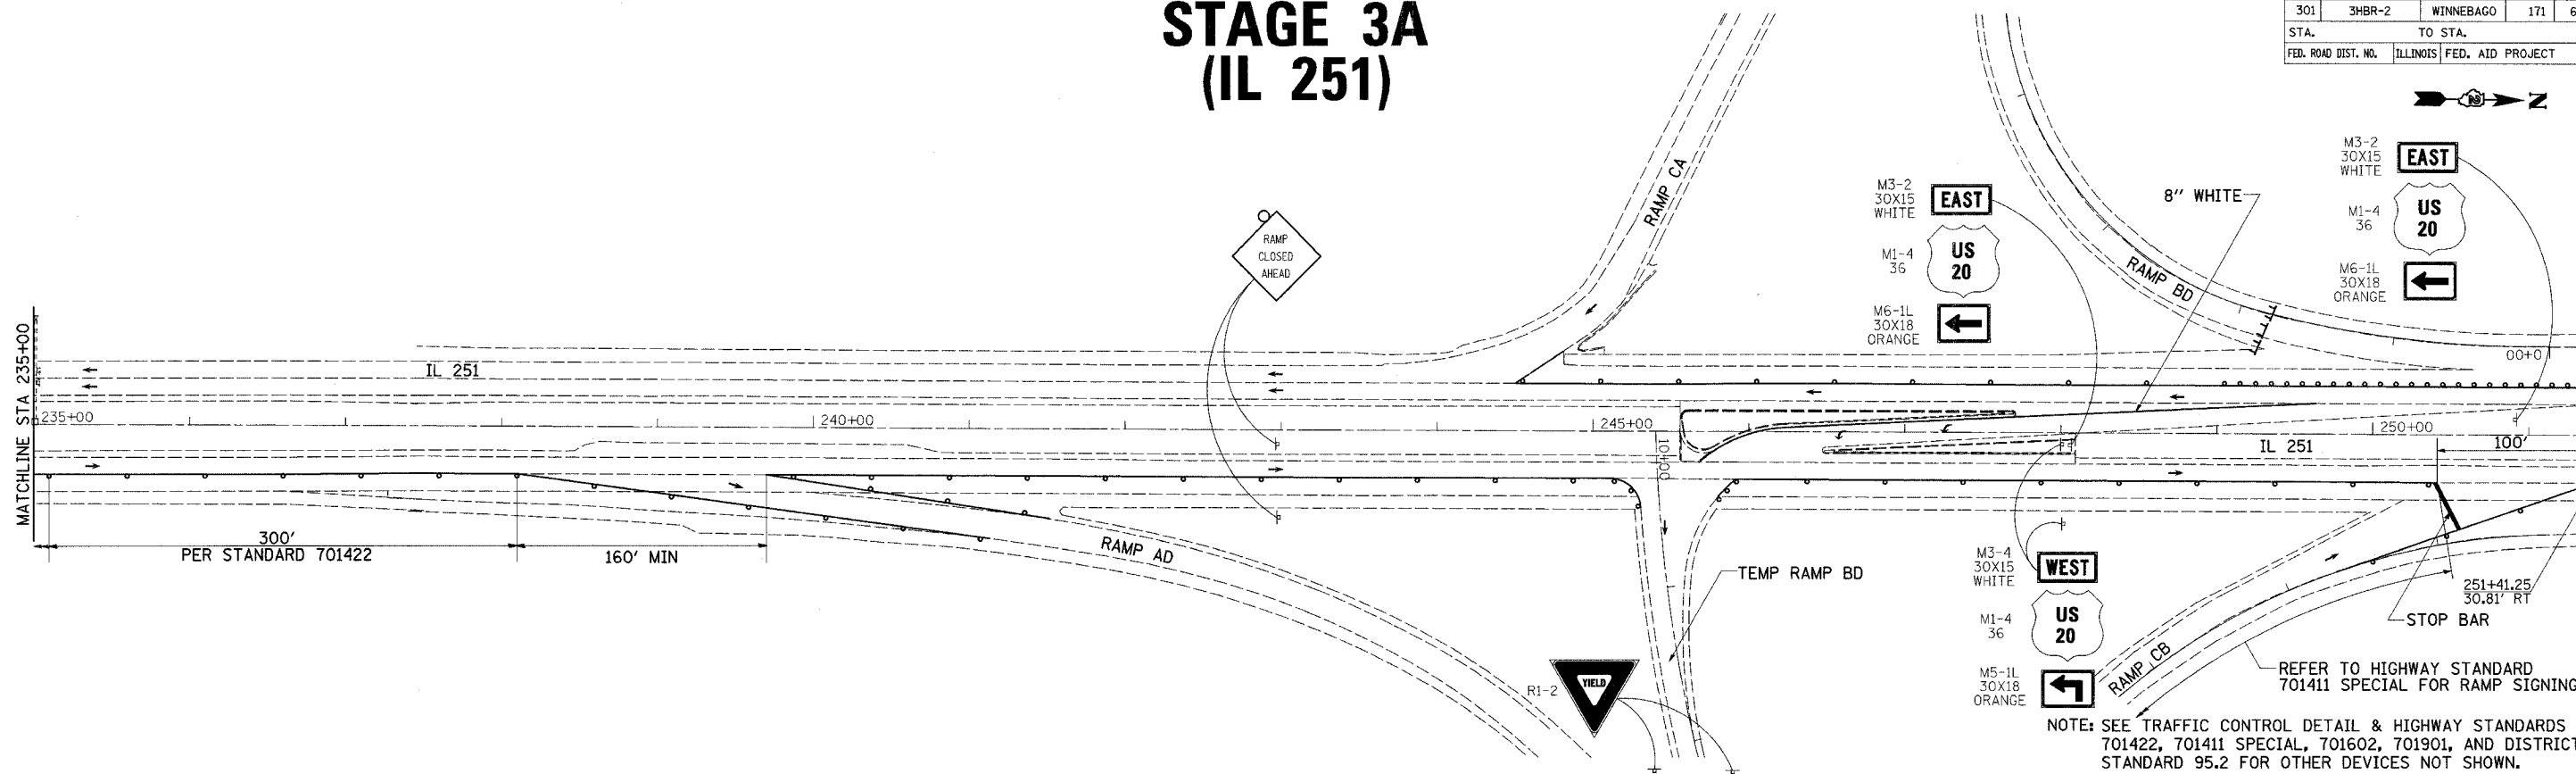 STAGE 3A
(IL 251)
301 3HBR-2 WINNEBAGO 171 6
STA. TO STA.
FED. ROAD DIST. NO. ILLINOIS FED. AID PROJECT
N
M3-2
30X15
WHITE
EAST
M1-4
36
US
20
M6-1L
30X18
ORANGE
M3-2
30X15
WHITE
EAST
M1-4
36
US
20
M6-1L
30X18
ORANGE
8" WHITE
RAMP CA
RAMP BD
RAMP
CLOSED
AHEAD
MATCHLINE STA 235+00
IL 251
235+00
240+00
245+00
250+00
00+0
10+00
IL 251
100'
300'
PER STANDARD 701422
160' MIN
RAMP AD
TEMP RAMP BD
M3-4
30X15
WHITE
WEST
M1-4
36
US
20
M5-1L
30X18
ORANGE
R1-2
YIELD
RAMP CB
251+41.25
30.81' RT
STOP BAR
REFER TO HIGHWAY STANDARD
701411 SPECIAL FOR RAMP SIGNING
NOTE: SEE TRAFFIC CONTROL DETAIL & HIGHWAY STANDARDS
701422, 701411 SPECIAL, 701602, 701901, AND DISTRICT
STANDARD 95.2 FOR OTHER DEVICES NOT SHOWN.